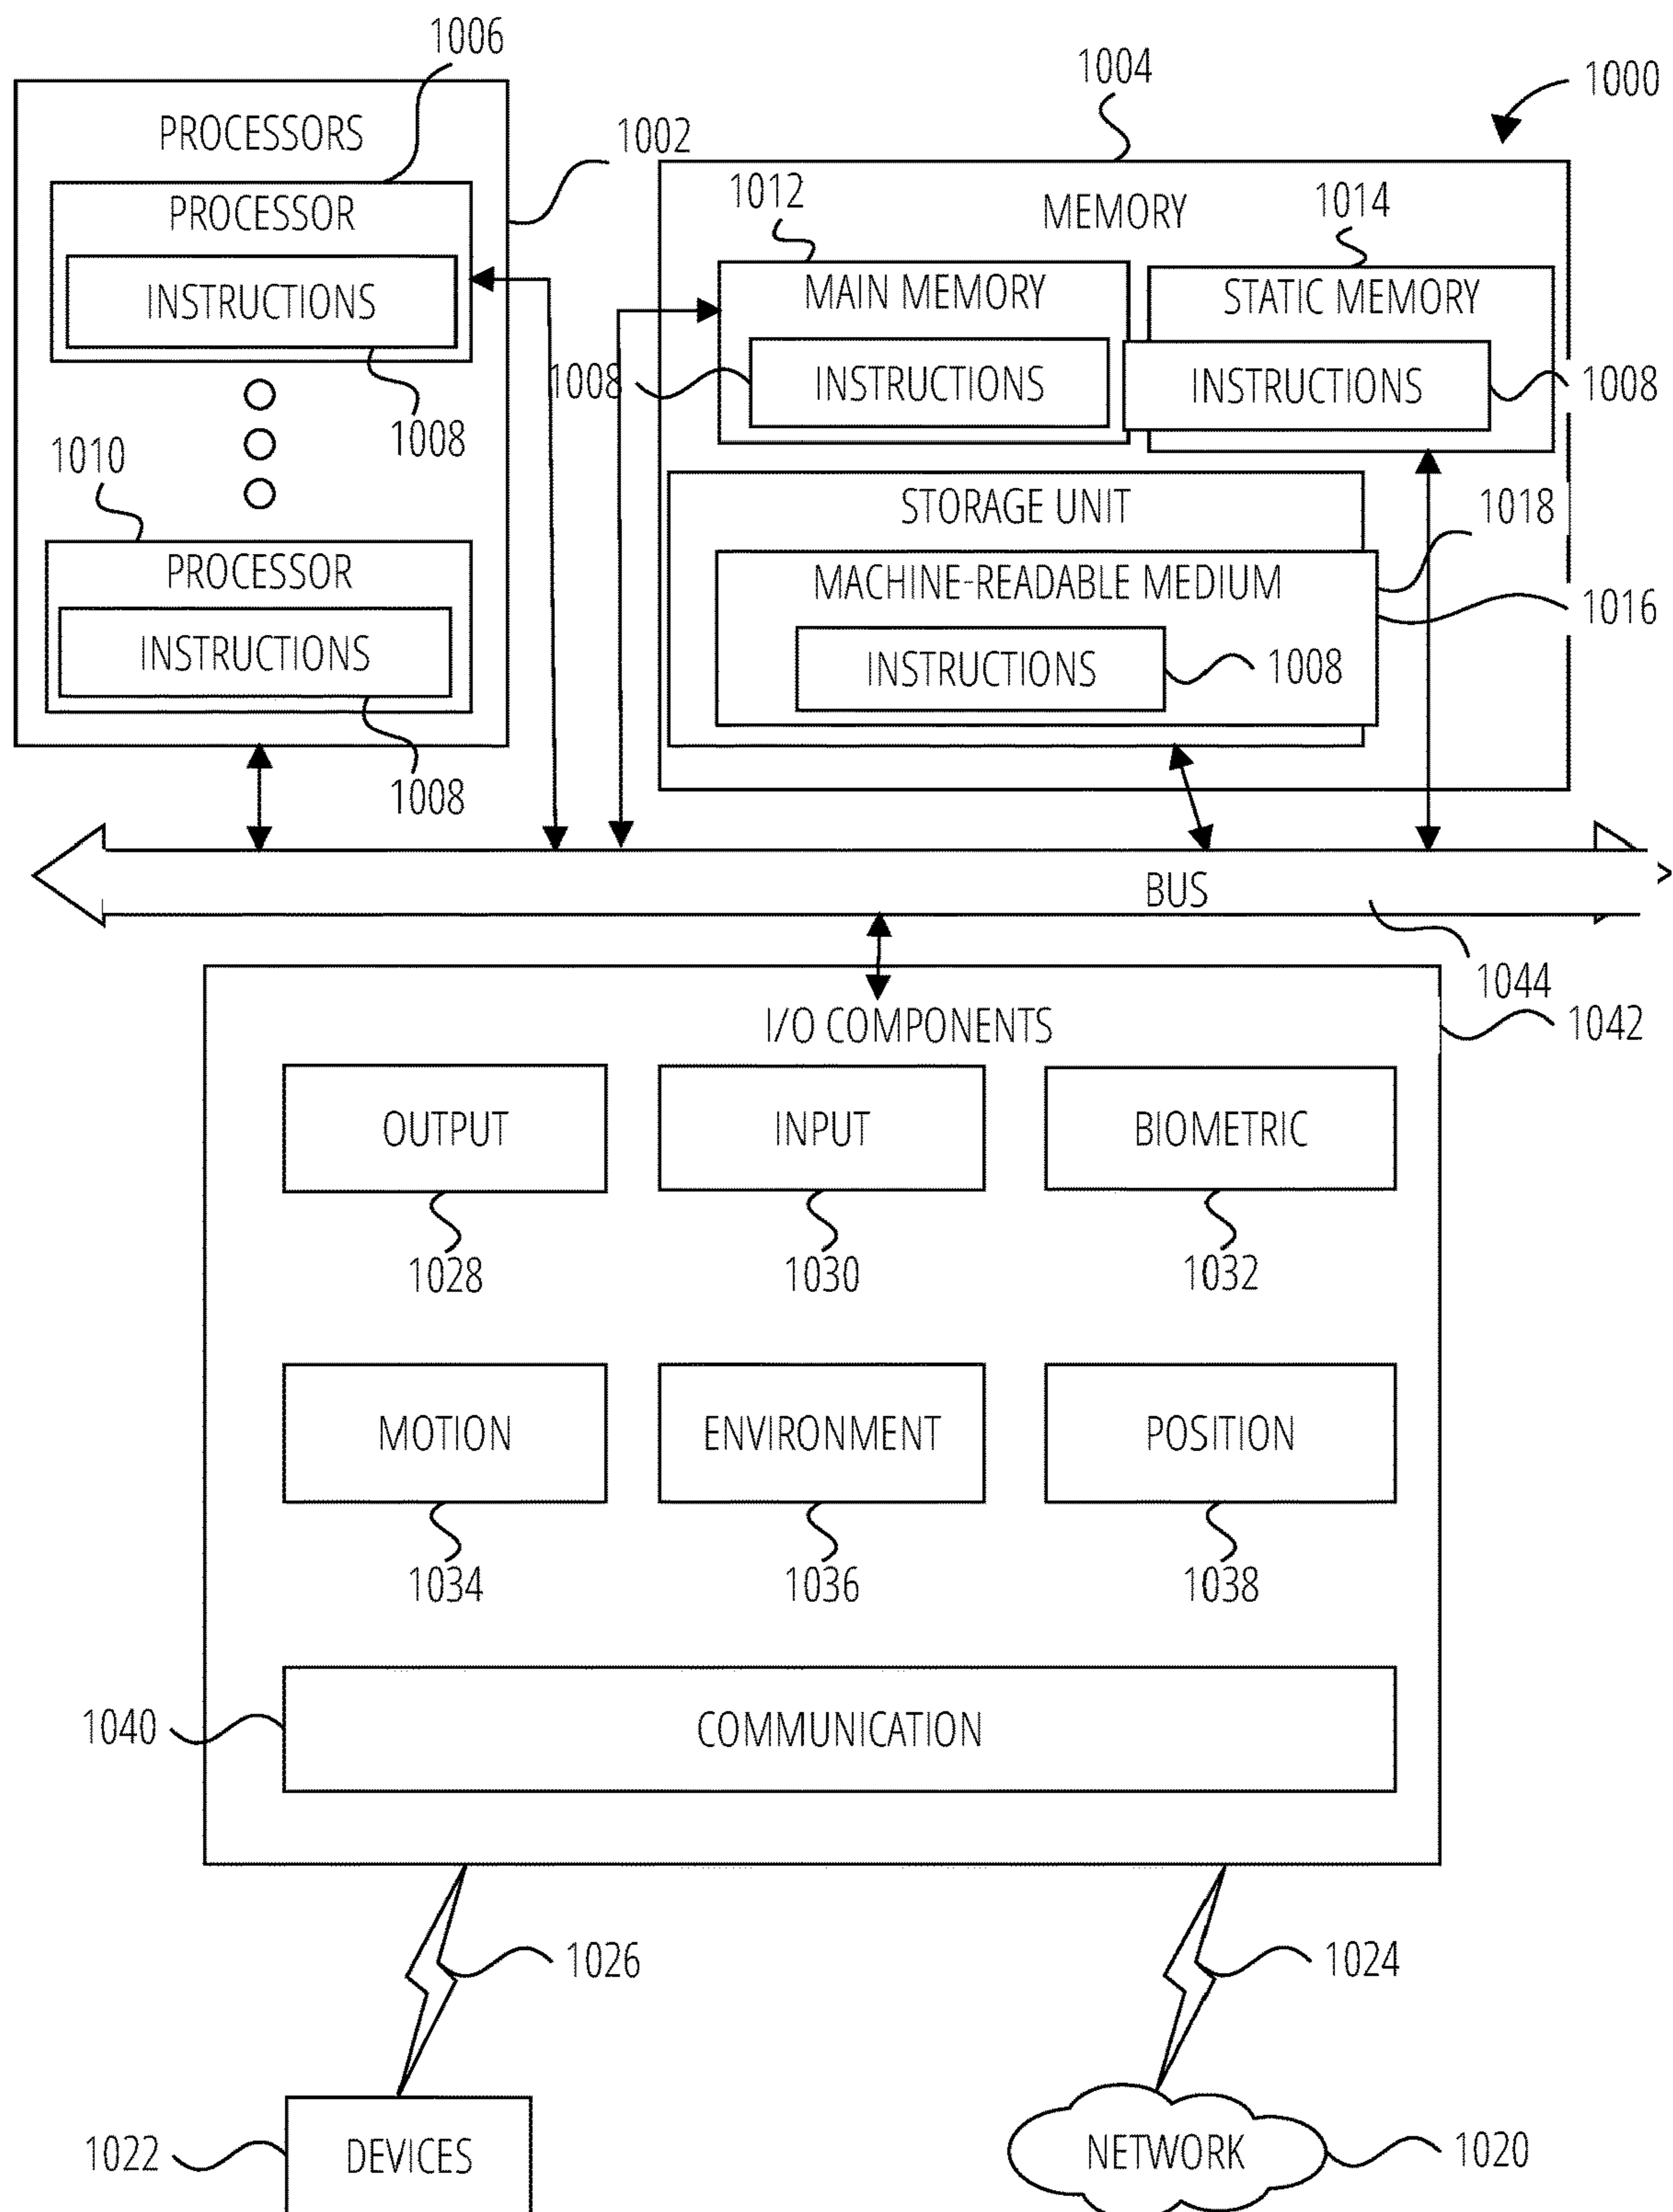 1006
1004
1000
PROCESSORS
1002
1012
MEMORY
1014
PROCESSOR
INSTRUCTIONS
MAIN MEMORY
STATIC MEMORY
1008
INSTRUCTIONS
INSTRUCTIONS
1008
1008
1010
STORAGE UNIT
1018
PROCESSOR
MACHINE-READABLE MEDIUM
1016
INSTRUCTIONS
INSTRUCTIONS
1008
1008
BUS
1044
I/O COMPONENTS
1042
OUTPUT
INPUT
BIOMETRIC
1028
1030
1032
MOTION
ENVIRONMENT
POSITION
1034
1036
1038
1040
COMMUNICATION
1026
1024
1022
DEVICES
NETWORK
1020